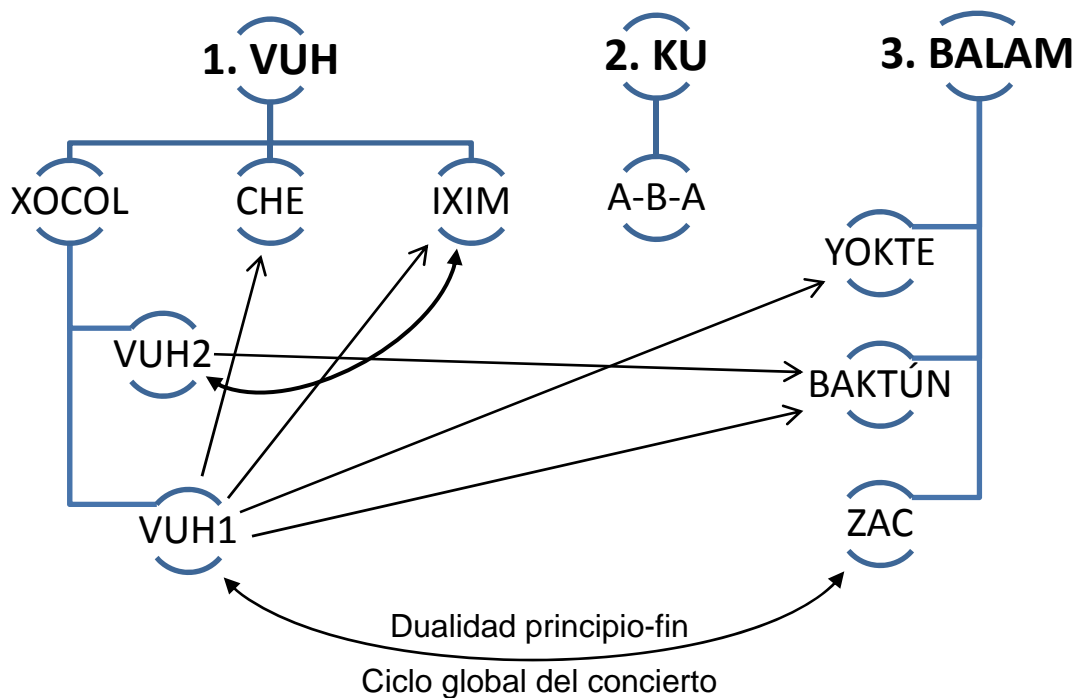 1. VUH
2. KU
3. BALAM
XOCOL
CHE
IXIM
A-B-A
YOKTE
VUH2
BAKTÚN
VUH1
ZAC
Dualidad principio-fin
Ciclo global del concierto